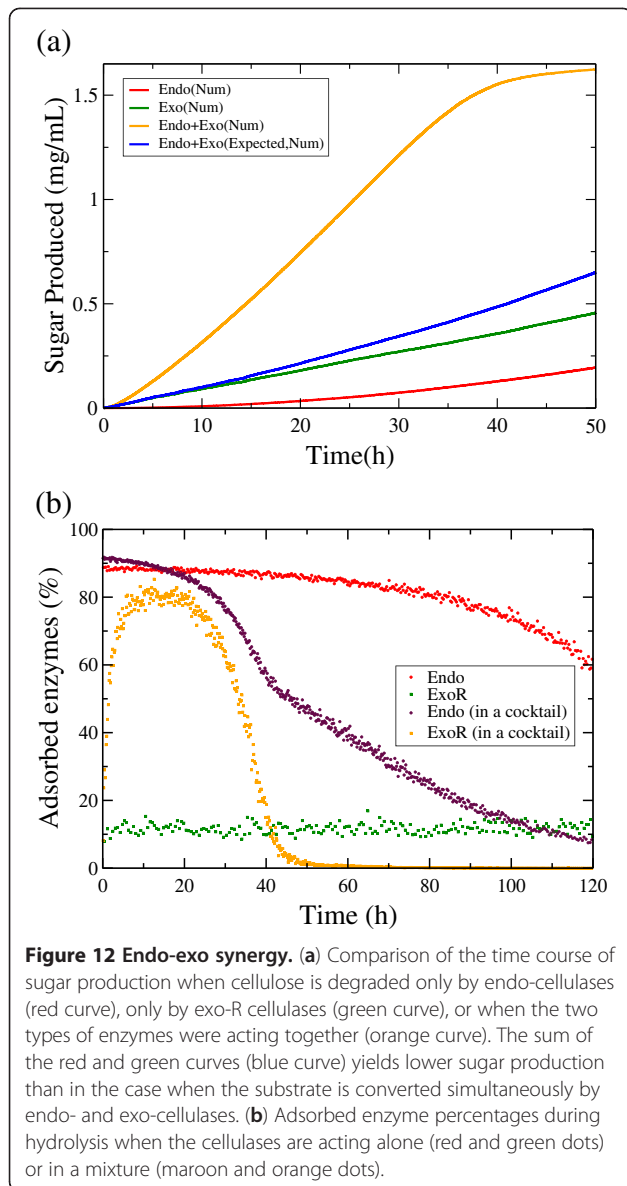 (a)
Sugar Produced (mg/mL)
1.5
1
0.5
0
Endo(Num)
Exo(Num)
Endo+Exo(Num)
Endo+Exo(Expected,Num)
0 10 20 30 40 50
Time(h)
(b)
Adsorbed enzymes (%)
100
80
60
40
20
0
Endo
ExoR
Endo (in a cocktail)
ExoR (in a cocktail)
0 20 40 60 80 100 120
Time (h)
Figure 12 Endo-exo synergy. (a) Comparison of the time course of
sugar production when cellulose is degraded only by endo-cellulases
(red curve), only by exo-R cellulases (green curve), or when the two
types of enzymes were acting together (orange curve). The sum of
the red and green curves (blue curve) yields lower sugar production
than in the case when the substrate is converted simultaneously by
endo- and exo-cellulases. (b) Adsorbed enzyme percentages during
hydrolysis when the cellulases are acting alone (red and green dots)
or in a mixture (maroon and orange dots).